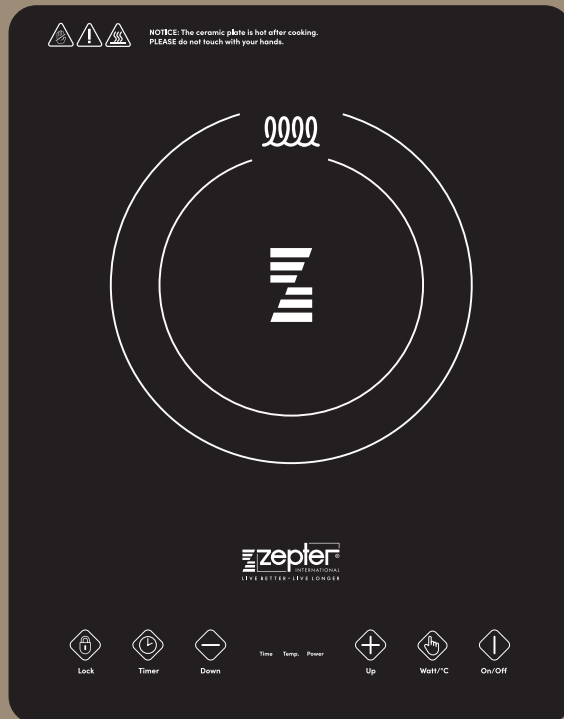 NOTICE: The ceramic plate is hot after cooking.
PLEASE do not touch with your hands.
zepter®
INTERNATIONAL
LIVE BETTER • LIVE LONGER
Time Temp. Power
Lock Timer Down Up Watt/°C On/Off